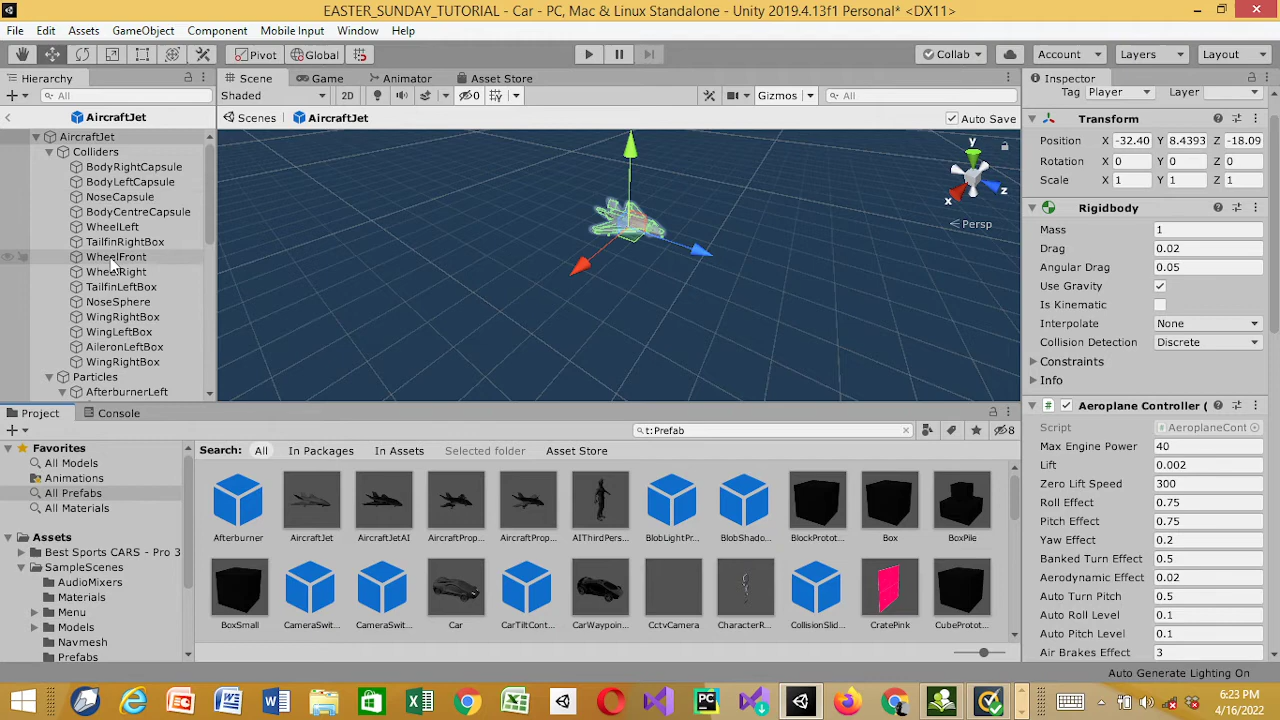 EASTER_SUNDAY_TUTORIAL - Car - PC, Mac & Linux Standalone - Unity 2019.4.13f1 Personal* <DX11>
File Edit Assets GameObject Component Mobile Input Window Help
Pivot Global Collab Account Layers Layout
Hierarchy Scene Game Animator Asset Store Inspector
All Shaded 2D 0 Gizmos All Tag Player Layer
AircraftJet Scenes AircraftJet Auto Save Transform
AircraftJet
Position X -32.40 Y 8.4393 Z -18.09
Colliders
Rotation X 0 Y 0 Z 0
BodyRightCapsule
Scale X 1 Y 1 Z 1
BodyLeftCapsule
NoseCapsule
BodyCentreCapsule
WheelLeft
TailfinRightBox
WheelFront
WheelRight
TailfinLeftBox
NoseSphere
WingRightBox
WingLeftBox
AileronLeftBox
WingRightBox
Particles
AfterburnerLeft
y
x
z
Persp
Rigidbody
Mass 1
Drag 0.02
Angular Drag 0.05
Use Gravity
Is Kinematic
Interpolate None
Collision Detection Discrete
Constraints
Info
Aeroplane Controller (
Script AeroplaneCont
Max Engine Power 40
Lift 0.002
Zero Lift Speed 300
Roll Effect 0.75
Pitch Effect 0.75
Yaw Effect 0.2
Banked Turn Effect 0.5
Aerodynamic Effect 0.02
Auto Turn Pitch 0.5
Auto Roll Level 0.1
Auto Pitch Level 0.1
Air Brakes Effect 3
Project Console
t:Prefab 8
Favorites
All Models
Animations
All Prefabs
All Materials
Assets
Best Sports CARS - Pro 3
SampleScenes
AudioMixers
Materials
Menu
Models
Navmesh
Prefabs
Search: All In Packages In Assets Selected folder Asset Store
Afterburner AircraftJet AircraftJetAI AircraftProp... AircraftProp... AIThirdPers... BlobLightPr... BlobShado... BlockProtot... Box BoxPile
BoxSmall CameraSwit... CameraSwit... Car CarTiltCont... CarWaypoin... CctvCamera CharacterR... CollisionSlid... CratePink CubeProtot...
Auto Generate Lighting On
6:23 PM
4/16/2022